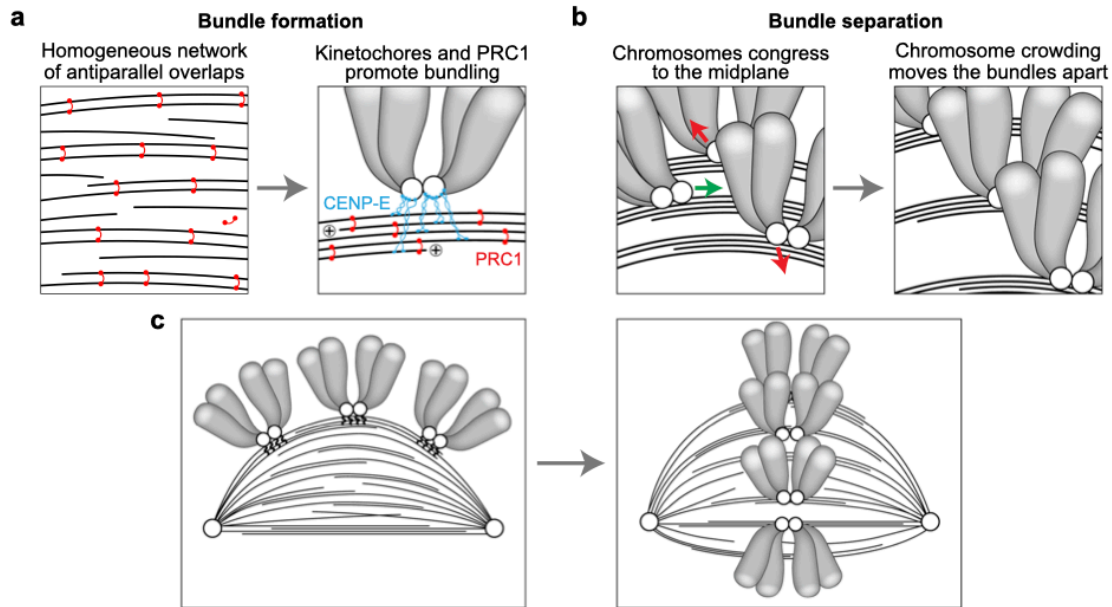 a
Bundle formation
Homogeneous network
of antiparallel overlaps
Kinetochores and PRC1
promote bundling
CENP-E
+
+
PRC1
b
Bundle separation
Chromosomes congress
to the midplane
Chromosome crowding
moves the bundles apart
c